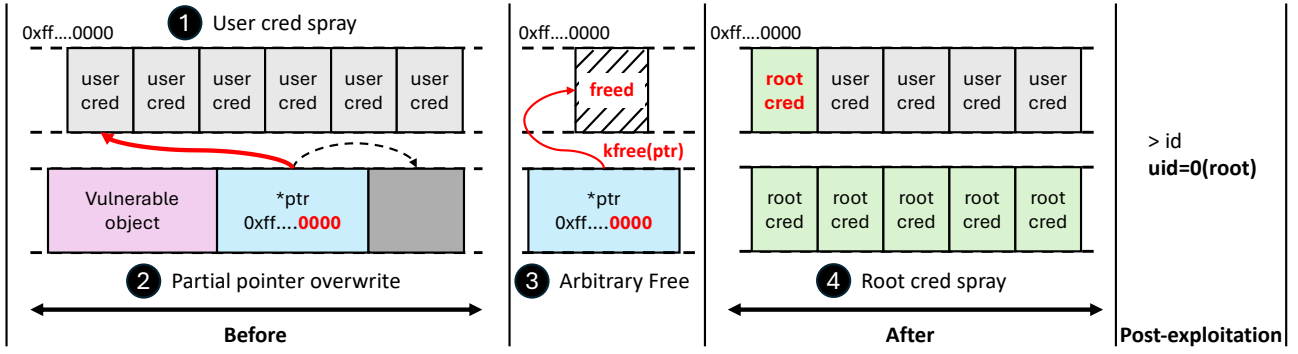 1 User cred spray
0xff....0000
user cred
user cred
user cred
user cred
user cred
user cred
Vulnerable object
*ptr
0xff....0000
2 Partial pointer overwrite
Before
0xff....0000
freed
kfree(ptr)
*ptr
0xff....0000
3 Arbitrary Free
0xff....0000
root cred
user cred
user cred
user cred
user cred
root cred
root cred
root cred
root cred
root cred
4 Root cred spray
After
> id
uid=0(root)
Post-exploitation